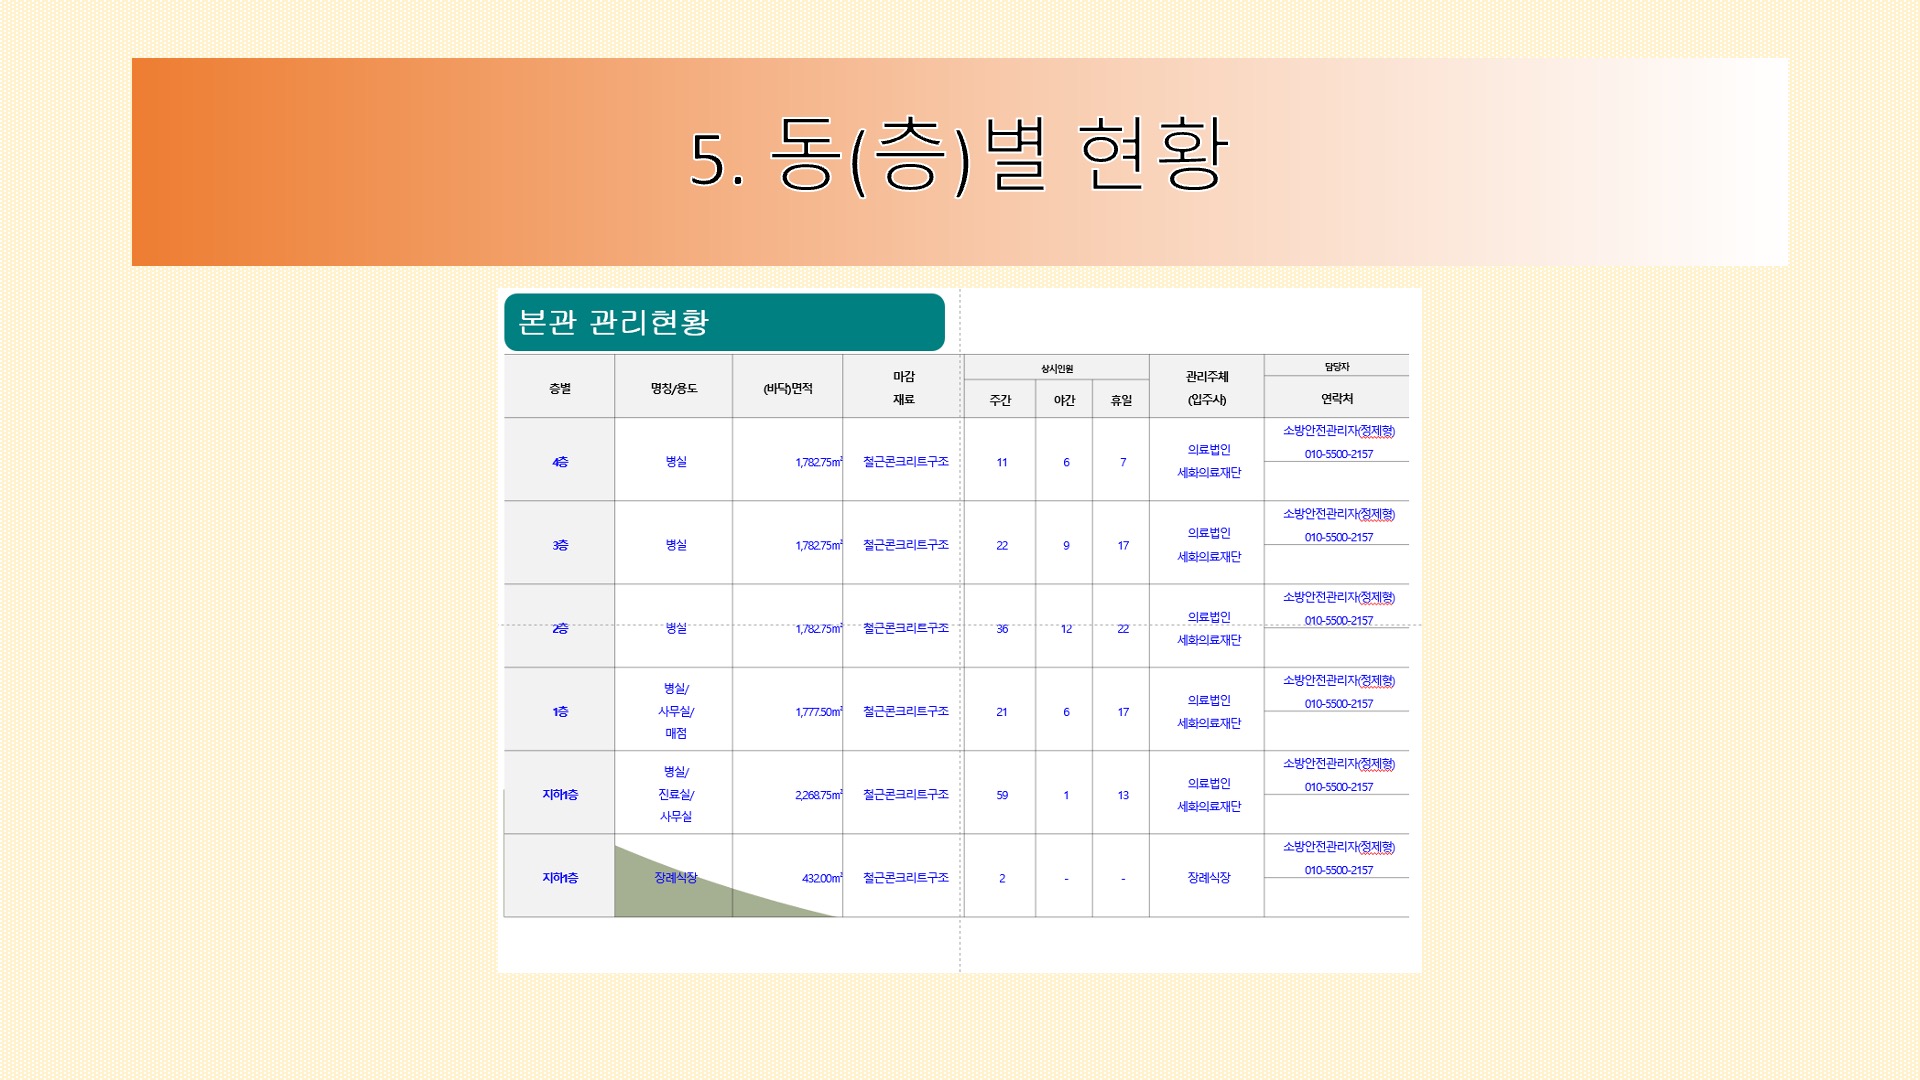 5. 동(층)별 현황
본관 관리현황
층별 명칭/용도 (바닥)면적 마감 재료 상시인원 주간 야간 휴일 관리주체 (입주사) 담당자 연락처
4층 병실 1,782.75㎡ 철근콘크리트구조 11 6 7 의료법인 세화의료재단 소방안전관리자(정제형) 010-5500-2157
3층 병실 1,782.75㎡ 철근콘크리트구조 22 9 17 의료법인 세화의료재단 소방안전관리자(정제형) 010-5500-2157
2층 병실 1,782.75㎡ 철근콘크리트구조 36 12 22 의료법인 세화의료재단 소방안전관리자(정제형) 010-5500-2157
1층 병실/ 사무실/ 매점 1,777.50㎡ 철근콘크리트구조 21 6 17 의료법인 세화의료재단 소방안전관리자(정제형) 010-5500-2157
지하1층 병실/ 진료실/ 사무실 2,268.75㎡ 철근콘크리트구조 59 1 13 의료법인 세화의료재단 소방안전관리자(정제형) 010-5500-2157
지하1층 장례식장 432.00㎡ 철근콘크리트구조 2 - - 장례식장 소방안전관리자(정제형) 010-5500-2157